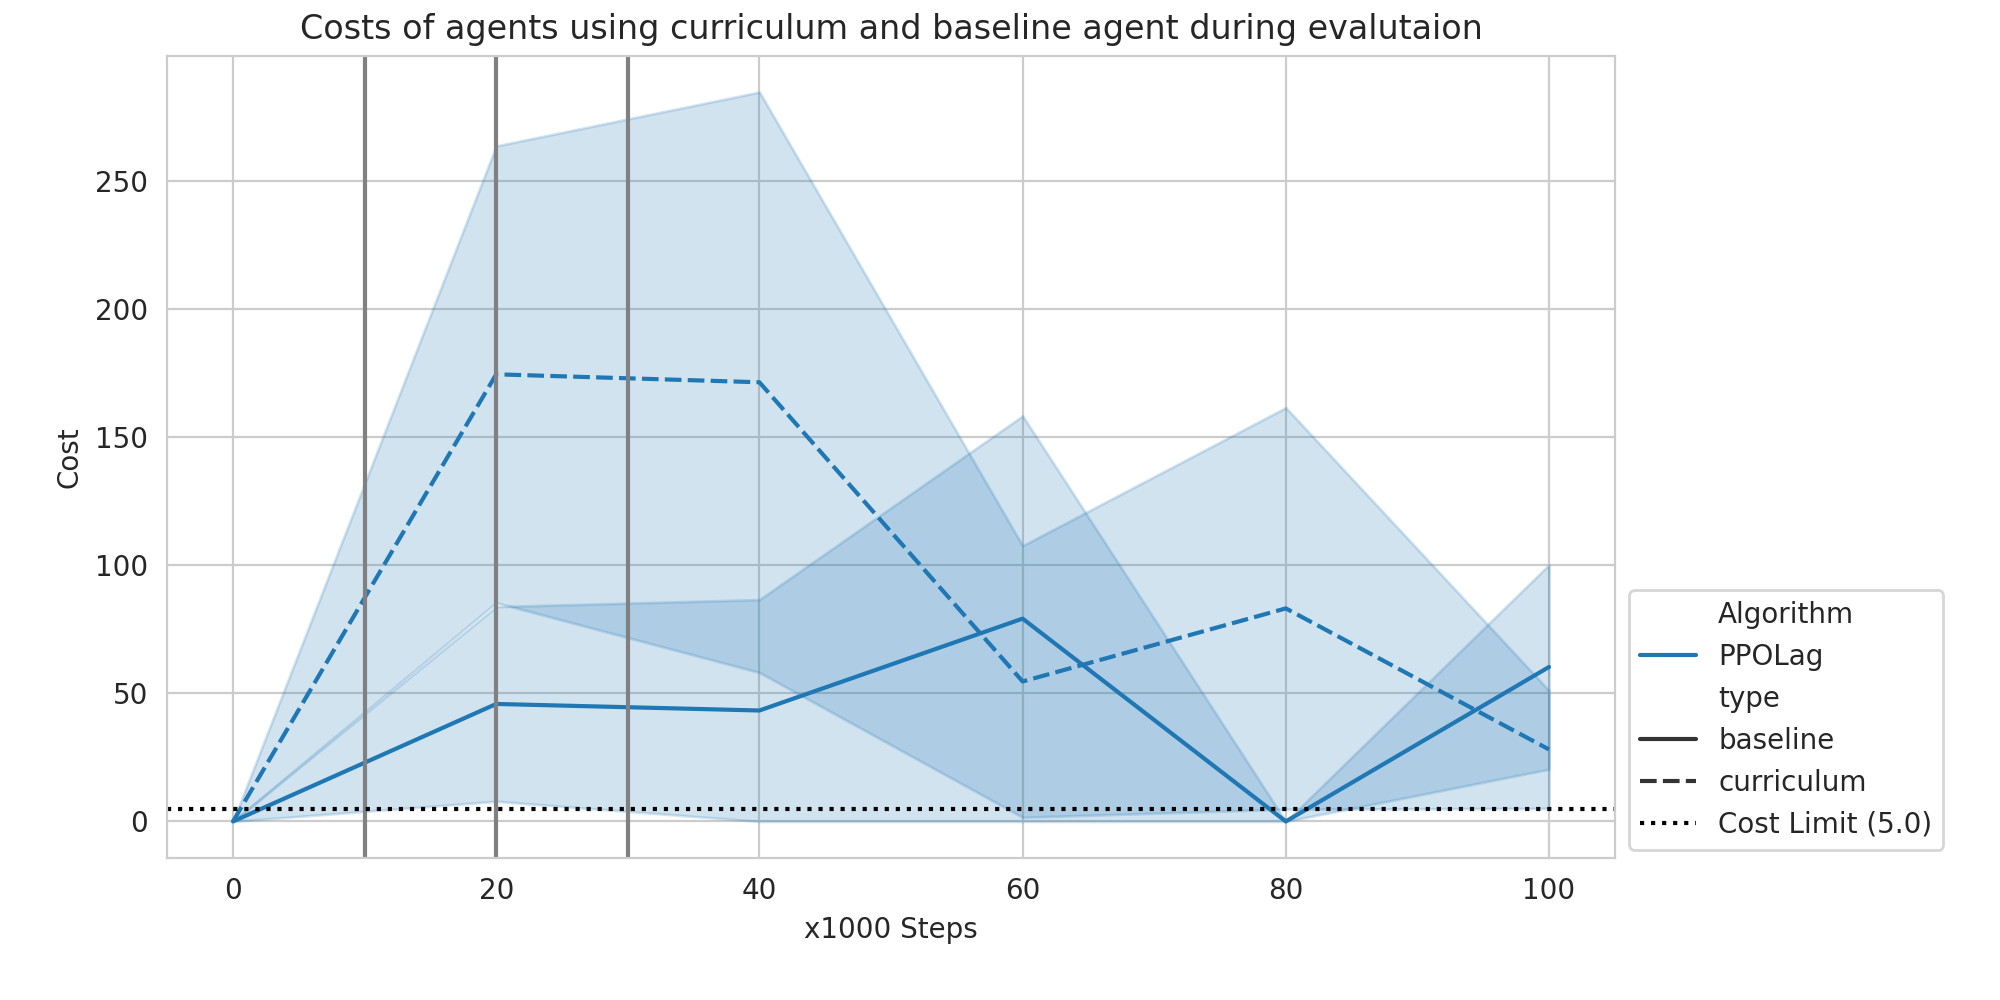 Costs of agents using curriculum and baseline agent during evalutaion
250
200
150
100
50
0
Cost
0 20 40 60 80 100
x1000 Steps
Algorithm
PPOLag
type
baseline
curriculum
Cost Limit (5.0)